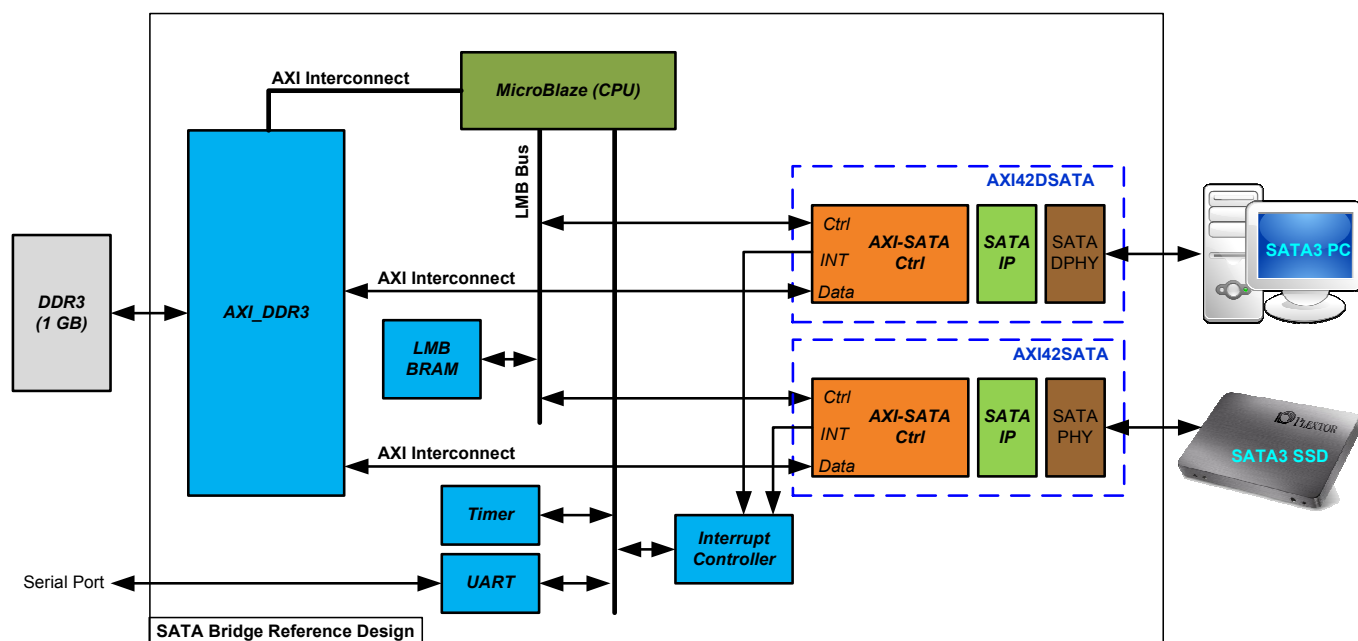 AXI Interconnect
MicroBlaze (CPU)
LMB Bus
AXI42DSATA
Ctrl
INT
Data
AXI-SATA
Ctrl
SATA
IP
SATA
DPHY
SATA3 PC
DDR3
(1 GB)
AXI_DDR3
AXI Interconnect
LMB
BRAM
AXI42SATA
Ctrl
INT
Data
AXI-SATA
Ctrl
SATA
IP
SATA
PHY
PLEXTOR
SATA3 SSD
AXI Interconnect
Timer
Interrupt
Controller
Serial Port
UART
SATA Bridge Reference Design